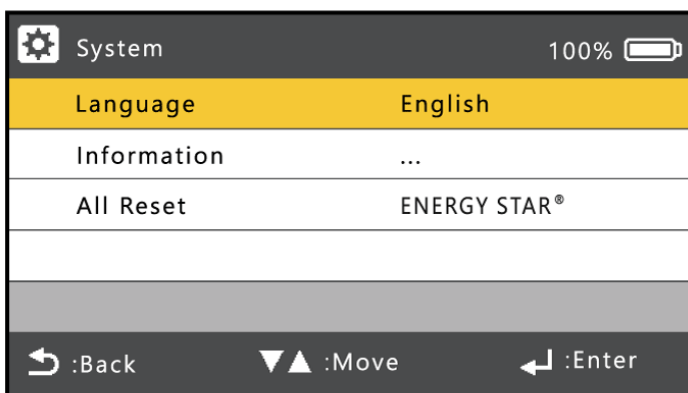 System 100%
Language English
Information ...
All Reset ENERGY STAR®
:Back :Move :Enter